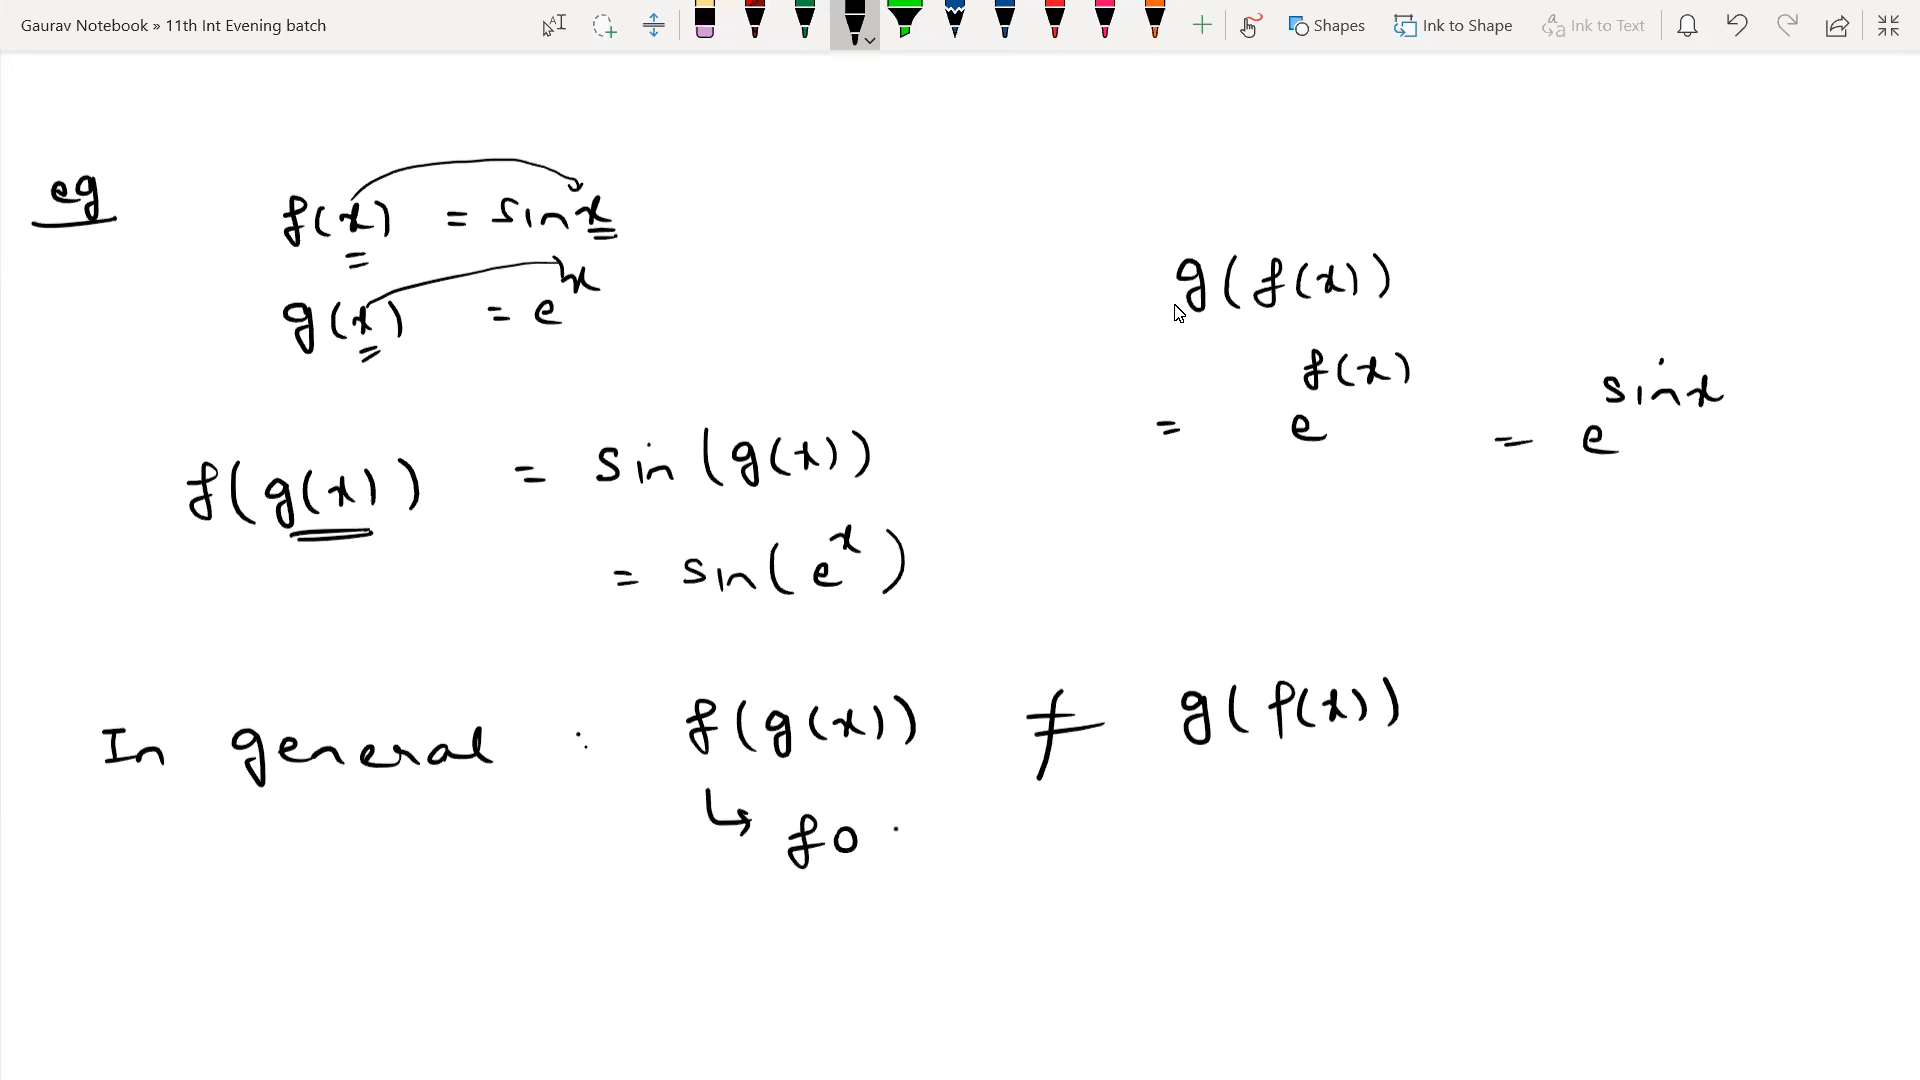 Gaurav Notebook » 11th Int Evening batch
Shapes
Ink to Shape
Ink to Text
eg
f(x) = sin x
g(x) = e^x
f(g(x)) = sin(g(x))
= sin(e^x)
g(f(x))
= e^f(x) = e^sin x
In general : f(g(x)) ≠ g(f(x))
↳ fo